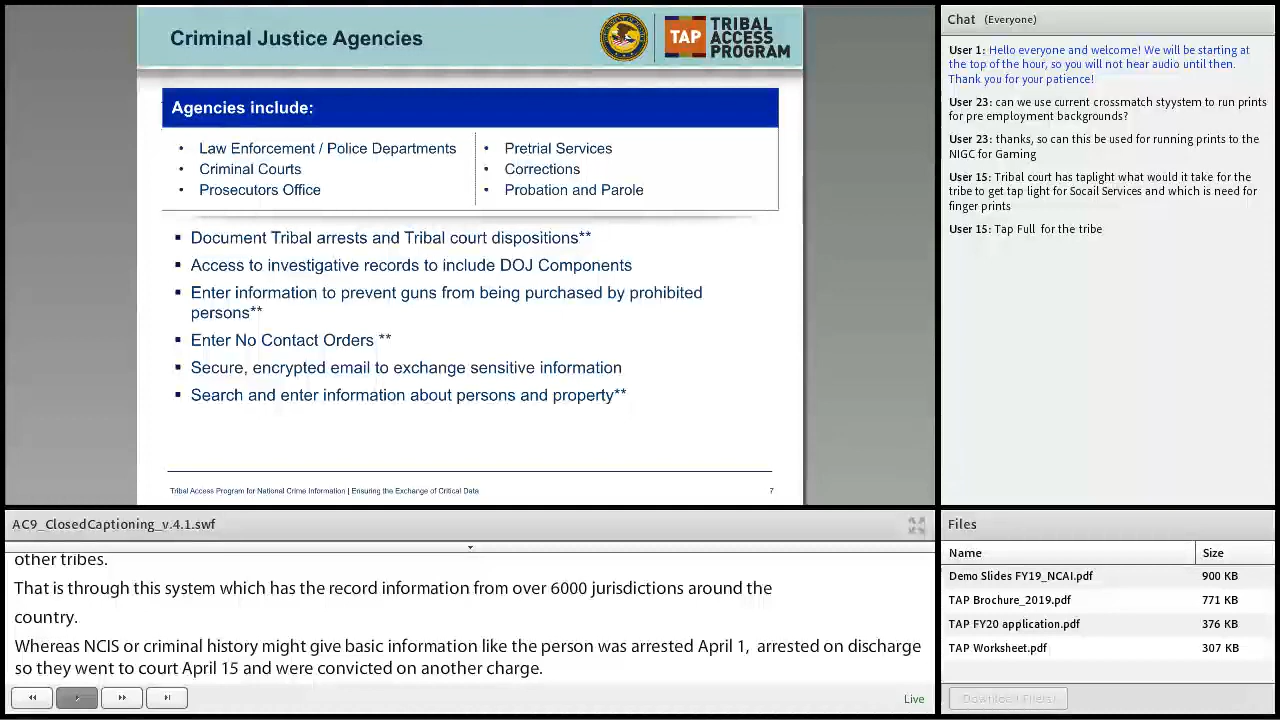 Criminal Justice Agencies
TAP
TRIBAL
ACCESS
PROGRAM
Agencies include:
• Law Enforcement / Police Departments
• Criminal Courts
• Prosecutors Office
• Pretrial Services
• Corrections
• Probation and Parole
▪ Document Tribal arrests and Tribal court dispositions**
▪ Access to investigative records to include DOJ Components
▪ Enter information to prevent guns from being purchased by prohibited
persons**
▪ Enter No Contact Orders **
▪ Secure, encrypted email to exchange sensitive information
▪ Search and enter information about persons and property**
Tribal Access Program for National Crime Information | Ensuring the Exchange of Critical Data
7
Chat (Everyone)
User 1: Hello everyone and welcome! We will be starting at
the top of the hour, so you will not hear audio until then.
Thank you for your patience!
User 23: can we use current crossmatch styystem to run prints
for pre employment backgrounds?
User 23: thanks, so can this be used for running prints to the
NIGC for Gaming
User 15: Tribal court has taplight what would it take for the
tribe to get tap light for Socail Services and which is need for
finger prints
User 15: Tap Full for the tribe
AC9_ClosedCaptioning_v.4.1.swf
other tribes.
That is through this system which has the record information from over 6000 jurisdictions around the
country.
Whereas NCIS or criminal history might give basic information like the person was arrested April 1, arrested on discharge
so they went to court April 15 and were convicted on another charge.
Live
Files
Name Size
Demo Slides FY19_NCAI.pdf 900 KB
TAP Brochure_2019.pdf 771 KB
TAP FY20 application.pdf 376 KB
TAP Worksheet.pdf 307 KB
Download File(s)